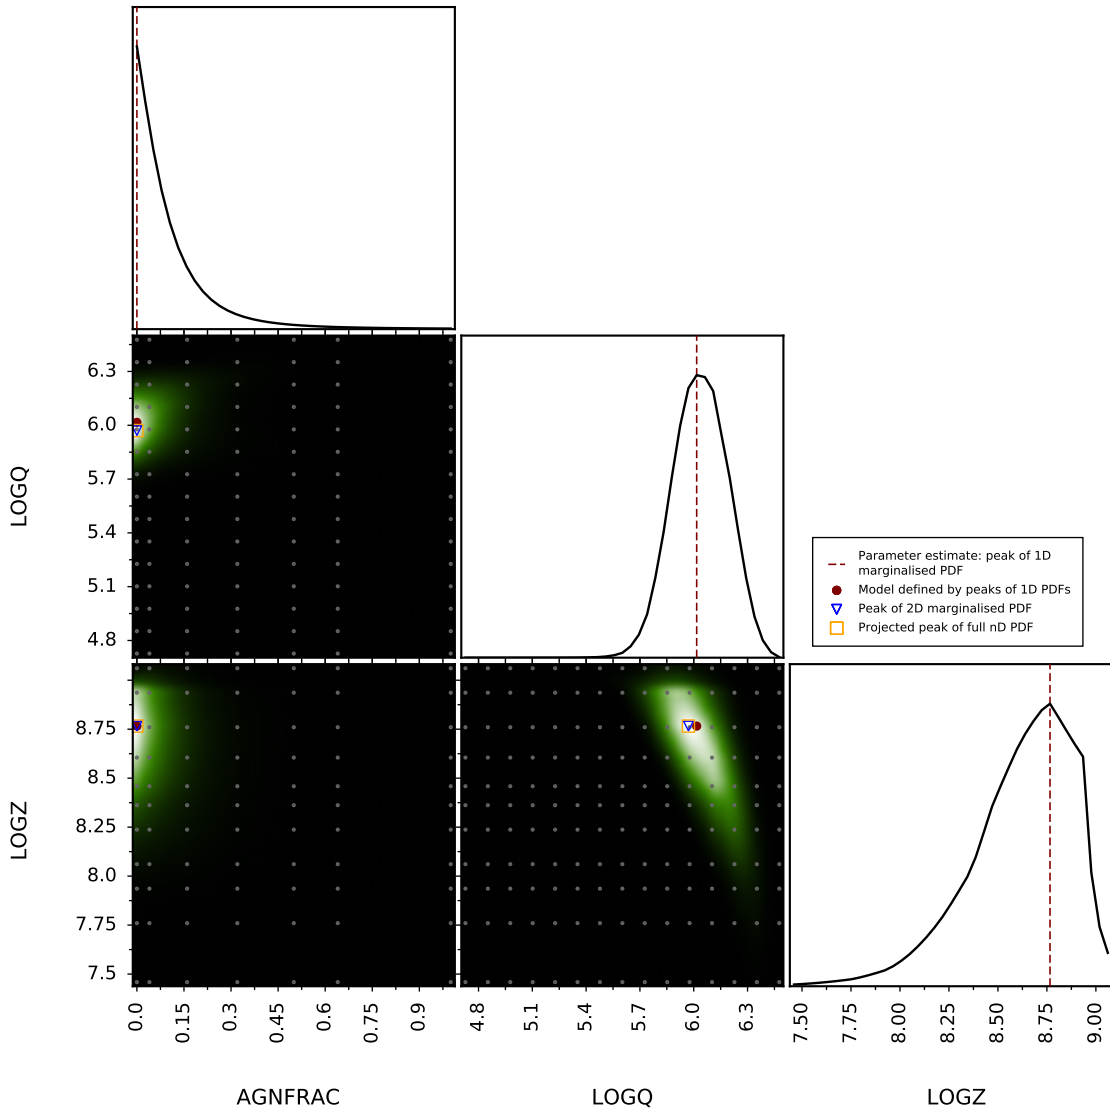 6.3
6.0
5.7
5.4
5.1
4.8
LOGQ
Parameter estimate: peak of 1D
marginalised PDF
Model defined by peaks of 1D PDFs
Peak of 2D marginalised PDF
Projected peak of full nD PDF
8.75
8.5
8.25
8.0
7.75
7.5
LOGZ
0.0 0.15 0.3 0.45 0.6 0.75 0.9
4.8 5.1 5.4 5.7 6.0 6.3
7.50 7.75 8.00 8.25 8.50 8.75 9.00
AGNFRAC
LOGQ
LOGZ